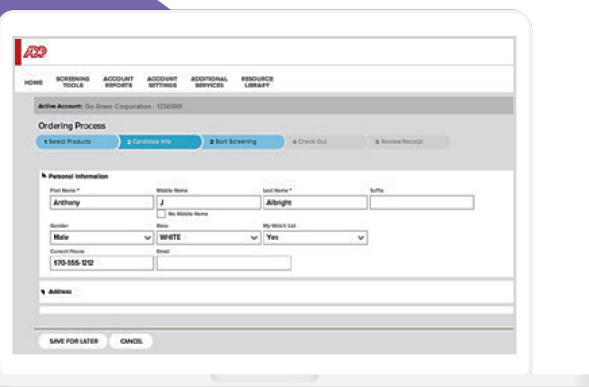 ADP
HOME SCREENING TOOLS ACCOUNT REPORTS ACCOUNT SETTINGS ADDITIONAL SERVICES RESOURCE LIBRARY
Active Account: Go Green Corporation -
Ordering Process
1 Select Products 2 Candidate Info 3 Start Screening 4 Check Out 5 Review Receipt
Personal Information
First Name * Middle Name Last Name * Suffix
Anthony J Albright
No Middle Name
Gender Race My Watch List
Male WHITE Yes
Current Phone Email
970-555-1212
Address
SAVE FOR LATER CANCEL